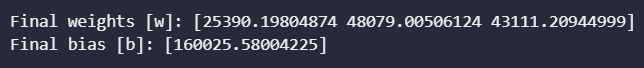 Final weights [w]: [25390.19804874 48079.00506124 43111.20944999]
Final bias [b]: [160025.58004225]